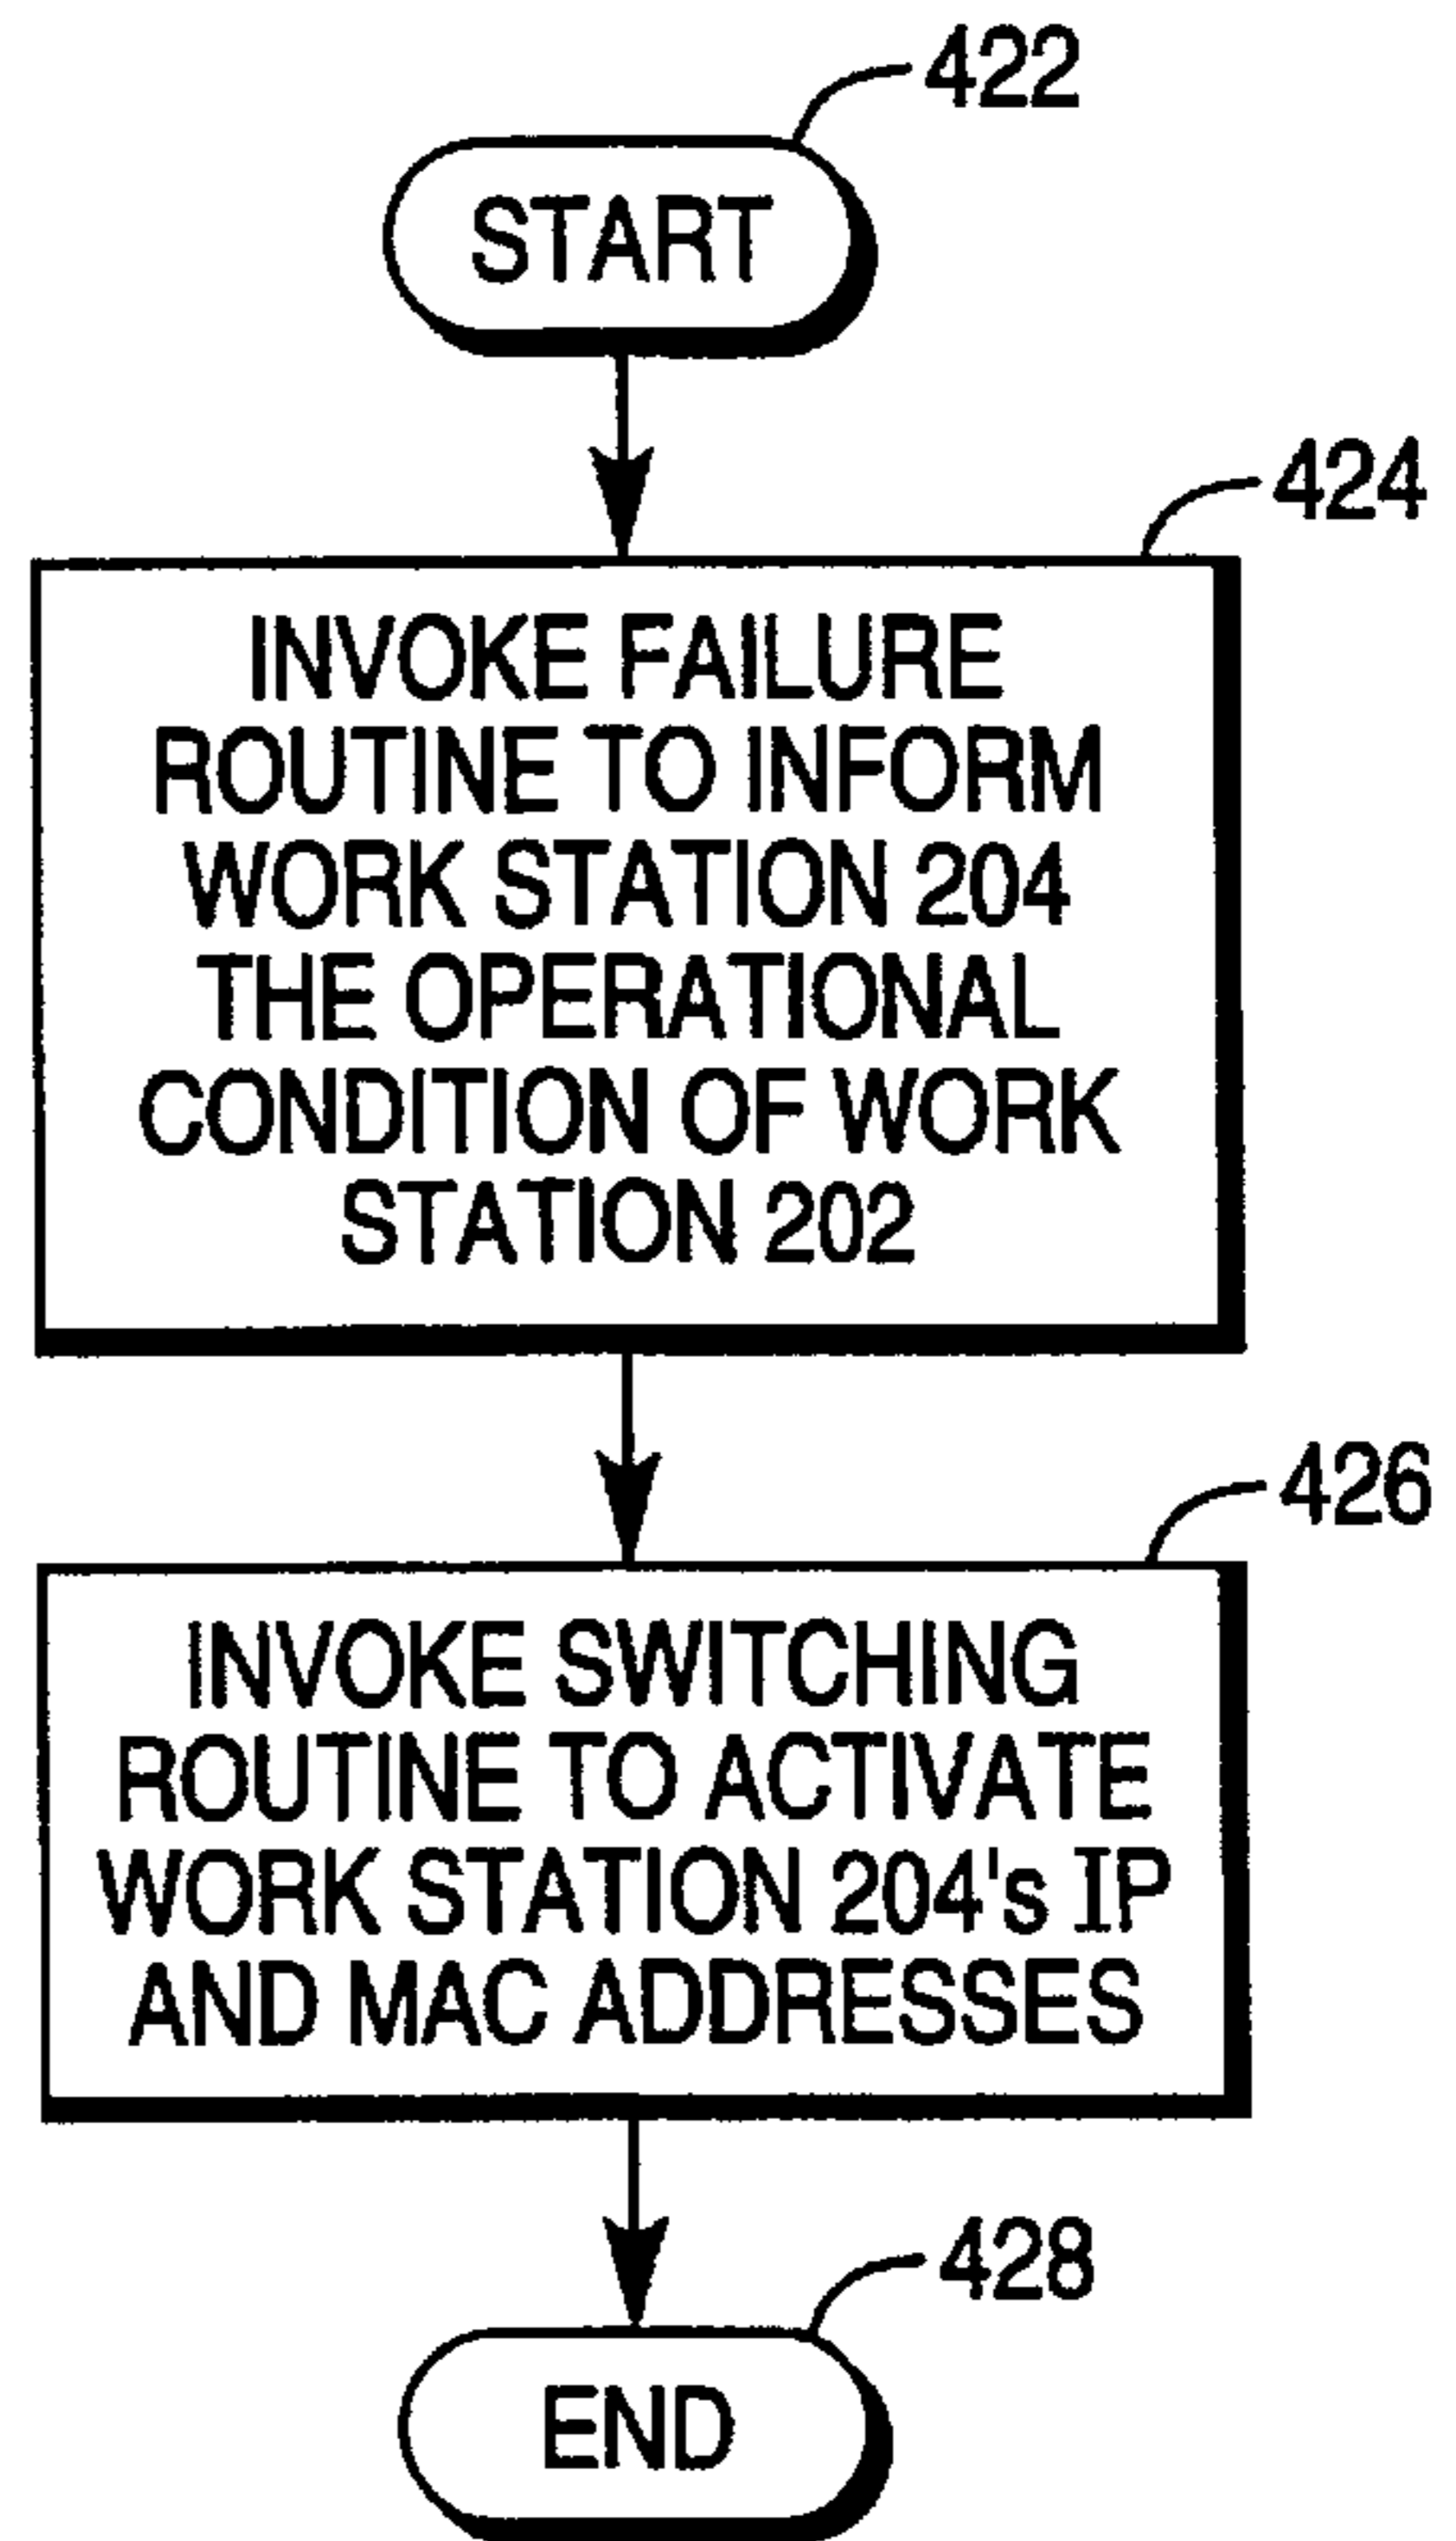 422
START
424
INVOKE FAILURE
ROUTINE TO INFORM
WORK STATION 204
THE OPERATIONAL
CONDITION OF WORK
STATION 202
426
INVOKE SWITCHING
ROUTINE TO ACTIVATE
WORK STATION 204's IP
AND MAC ADDRESSES
428
END